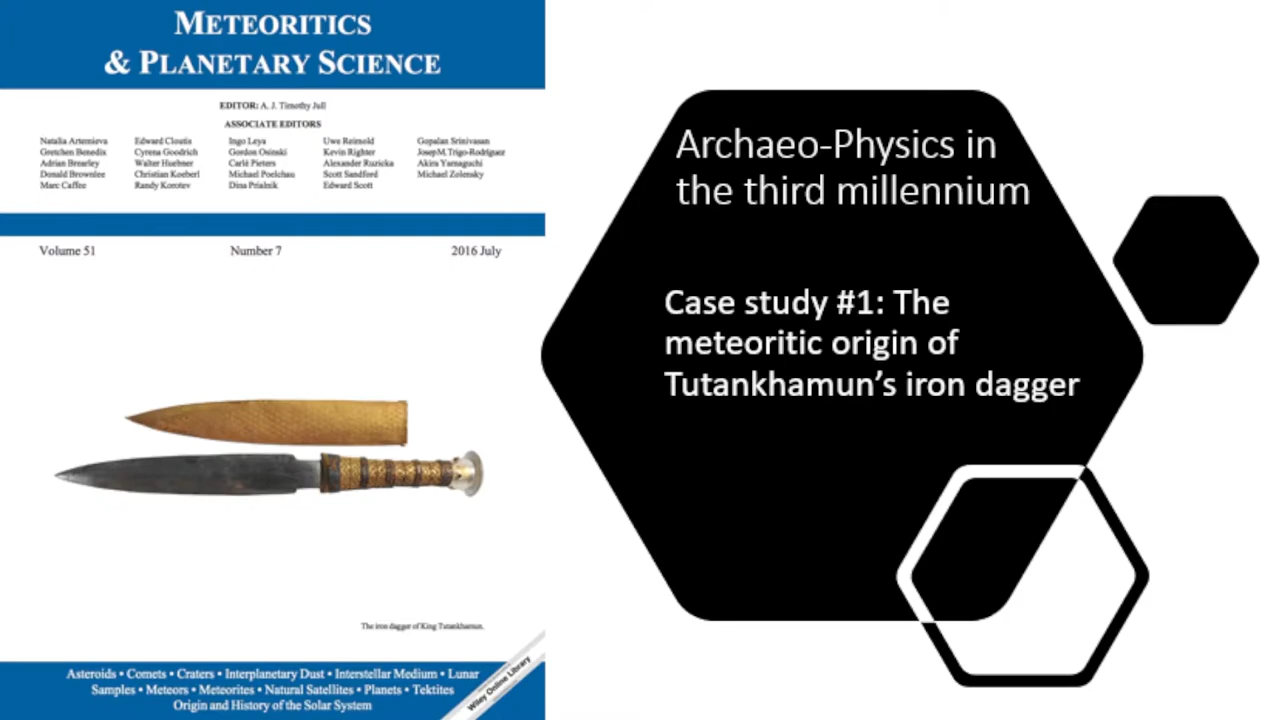 METEORITICS
& PLANETARY SCIENCE
EDITOR: A. J. Timothy Jull
ASSOCIATE EDITORS
Natalia Artemieva
Gretchen Benedix
Adrian Brearley
Donald Brownlee
Marc Caffee
Edward Cloutis
Cyrena Goodrich
Walter Huebner
Christian Koeberl
Randy Korotev
Ingo Leya
Gordon Osinski
Carlé Pieters
Michael Poelchau
Dina Prialnik
Uwe Reimold
Kevin Righter
Alexander Ruzicka
Scott Sandford
Edward Scott
Gopalan Srinivasan
Josep M. Trigo-Rodríguez
Akira Yamaguchi
Michael Zolensky
Volume 51 Number 7 2016 July
The iron dagger of King Tutankhamun.
Asteroids • Comets • Craters • Interplanetary Dust • Interstellar Medium • Lunar
Samples • Meteors • Meteorites • Natural Satellites • Planets • Tektites
Origin and History of the Solar System
Wiley Online Library
Archaeo-Physics in
the third millennium
Case study #1: The
meteoritic origin of
Tutankhamun’s iron dagger